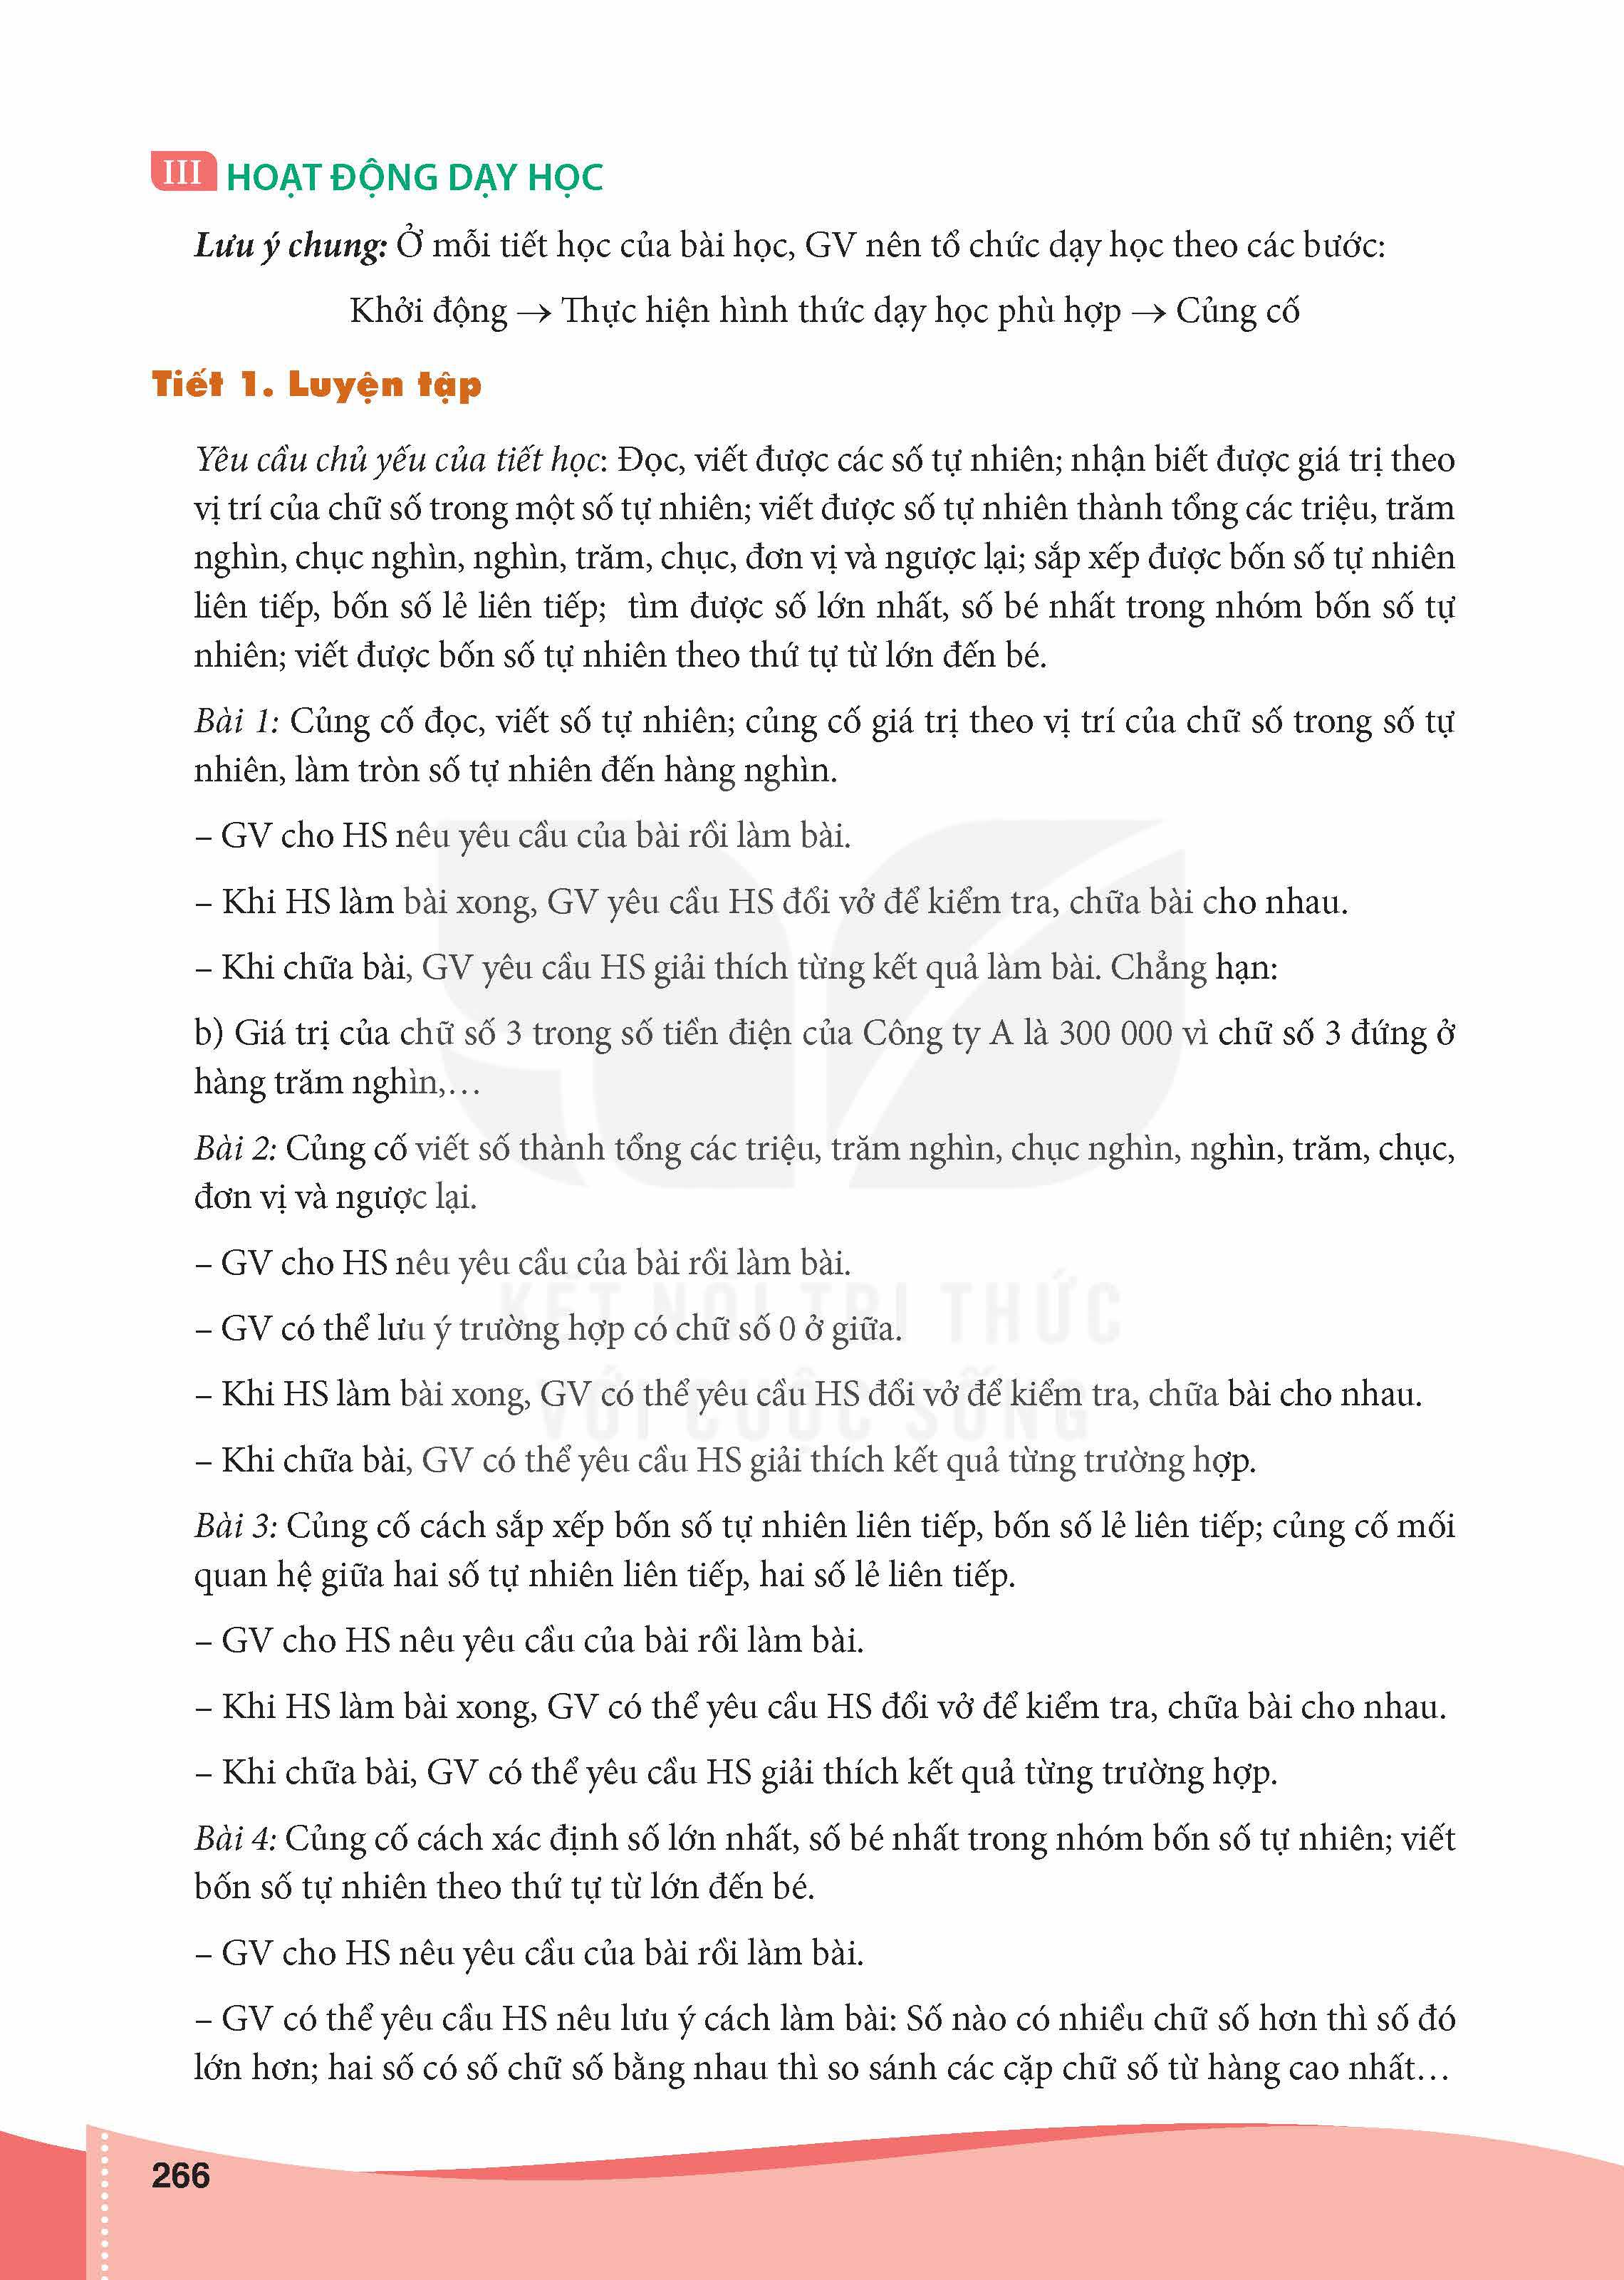 III HOẠT ĐỘNG DẠY HỌC
Lưu ý chung: Ở mỗi tiết học của bài học, GV nên tổ chức dạy học theo các bước:
Khởi động → Thực hiện hình thức dạy học phù hợp → Củng cố
Tiết 1. Luyện tập
Yêu cầu chủ yếu của tiết học: Đọc, viết được các số tự nhiên; nhận biết được giá trị theo
vị trí của chữ số trong một số tự nhiên; viết được số tự nhiên thành tổng các triệu, trăm
nghìn, chục nghìn, nghìn, trăm, chục, đơn vị và ngược lại; sắp xếp được bốn số tự nhiên
liên tiếp, bốn số lẻ liên tiếp; tìm được số lớn nhất, số bé nhất trong nhóm bốn số tự
nhiên; viết được bốn số tự nhiên theo thứ tự từ lớn đến bé.
Bài 1: Củng cố đọc, viết số tự nhiên; củng cố giá trị theo vị trí của chữ số trong số tự
nhiên, làm tròn số tự nhiên đến hàng nghìn.
– GV cho HS nêu yêu cầu của bài rồi làm bài.
– Khi HS làm bài xong, GV yêu cầu HS đổi vở để kiểm tra, chữa bài cho nhau.
– Khi chữa bài, GV yêu cầu HS giải thích từng kết quả làm bài. Chẳng hạn:
b) Giá trị của chữ số 3 trong số tiền điện của Công ty A là 300 000 vì chữ số 3 đứng ở
hàng trăm nghìn,…
Bài 2: Củng cố viết số thành tổng các triệu, trăm nghìn, chục nghìn, nghìn, trăm, chục,
đơn vị và ngược lại.
– GV cho HS nêu yêu cầu của bài rồi làm bài.
KẾT NỐI TRI THỨC
– GV có thể lưu ý trường hợp có chữ số 0 ở giữa.
– Khi HS làm bài xong, GV có thể yêu cầu HS đổi vở để kiểm tra, chữa bài cho nhau.
VỚI CUỘC SỐNG
– Khi chữa bài, GV có thể yêu cầu HS giải thích kết quả từng trường hợp.
Bài 3: Củng cố cách sắp xếp bốn số tự nhiên liên tiếp, bốn số lẻ liên tiếp; củng cố mối
quan hệ giữa hai số tự nhiên liên tiếp, hai số lẻ liên tiếp.
– GV cho HS nêu yêu cầu của bài rồi làm bài.
– Khi HS làm bài xong, GV có thể yêu cầu HS đổi vở để kiểm tra, chữa bài cho nhau.
– Khi chữa bài, GV có thể yêu cầu HS giải thích kết quả từng trường hợp.
Bài 4: Củng cố cách xác định số lớn nhất, số bé nhất trong nhóm bốn số tự nhiên; viết
bốn số tự nhiên theo thứ tự từ lớn đến bé.
– GV cho HS nêu yêu cầu của bài rồi làm bài.
– GV có thể yêu cầu HS nêu lưu ý cách làm bài: Số nào có nhiều chữ số hơn thì số đó
lớn hơn; hai số có số chữ số bằng nhau thì so sánh các cặp chữ số từ hàng cao nhất…
266